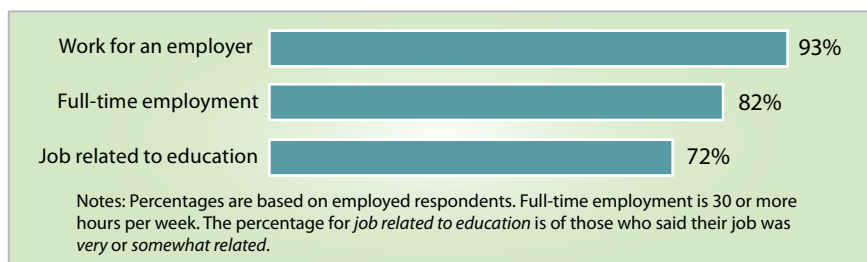 Work for an employer 93%
Full-time employment 82%
Job related to education 72%
Notes: Percentages are based on employed respondents. Full-time employment is 30 or more
hours per week. The percentage for job related to education is of those who said their job was
very or somewhat related.